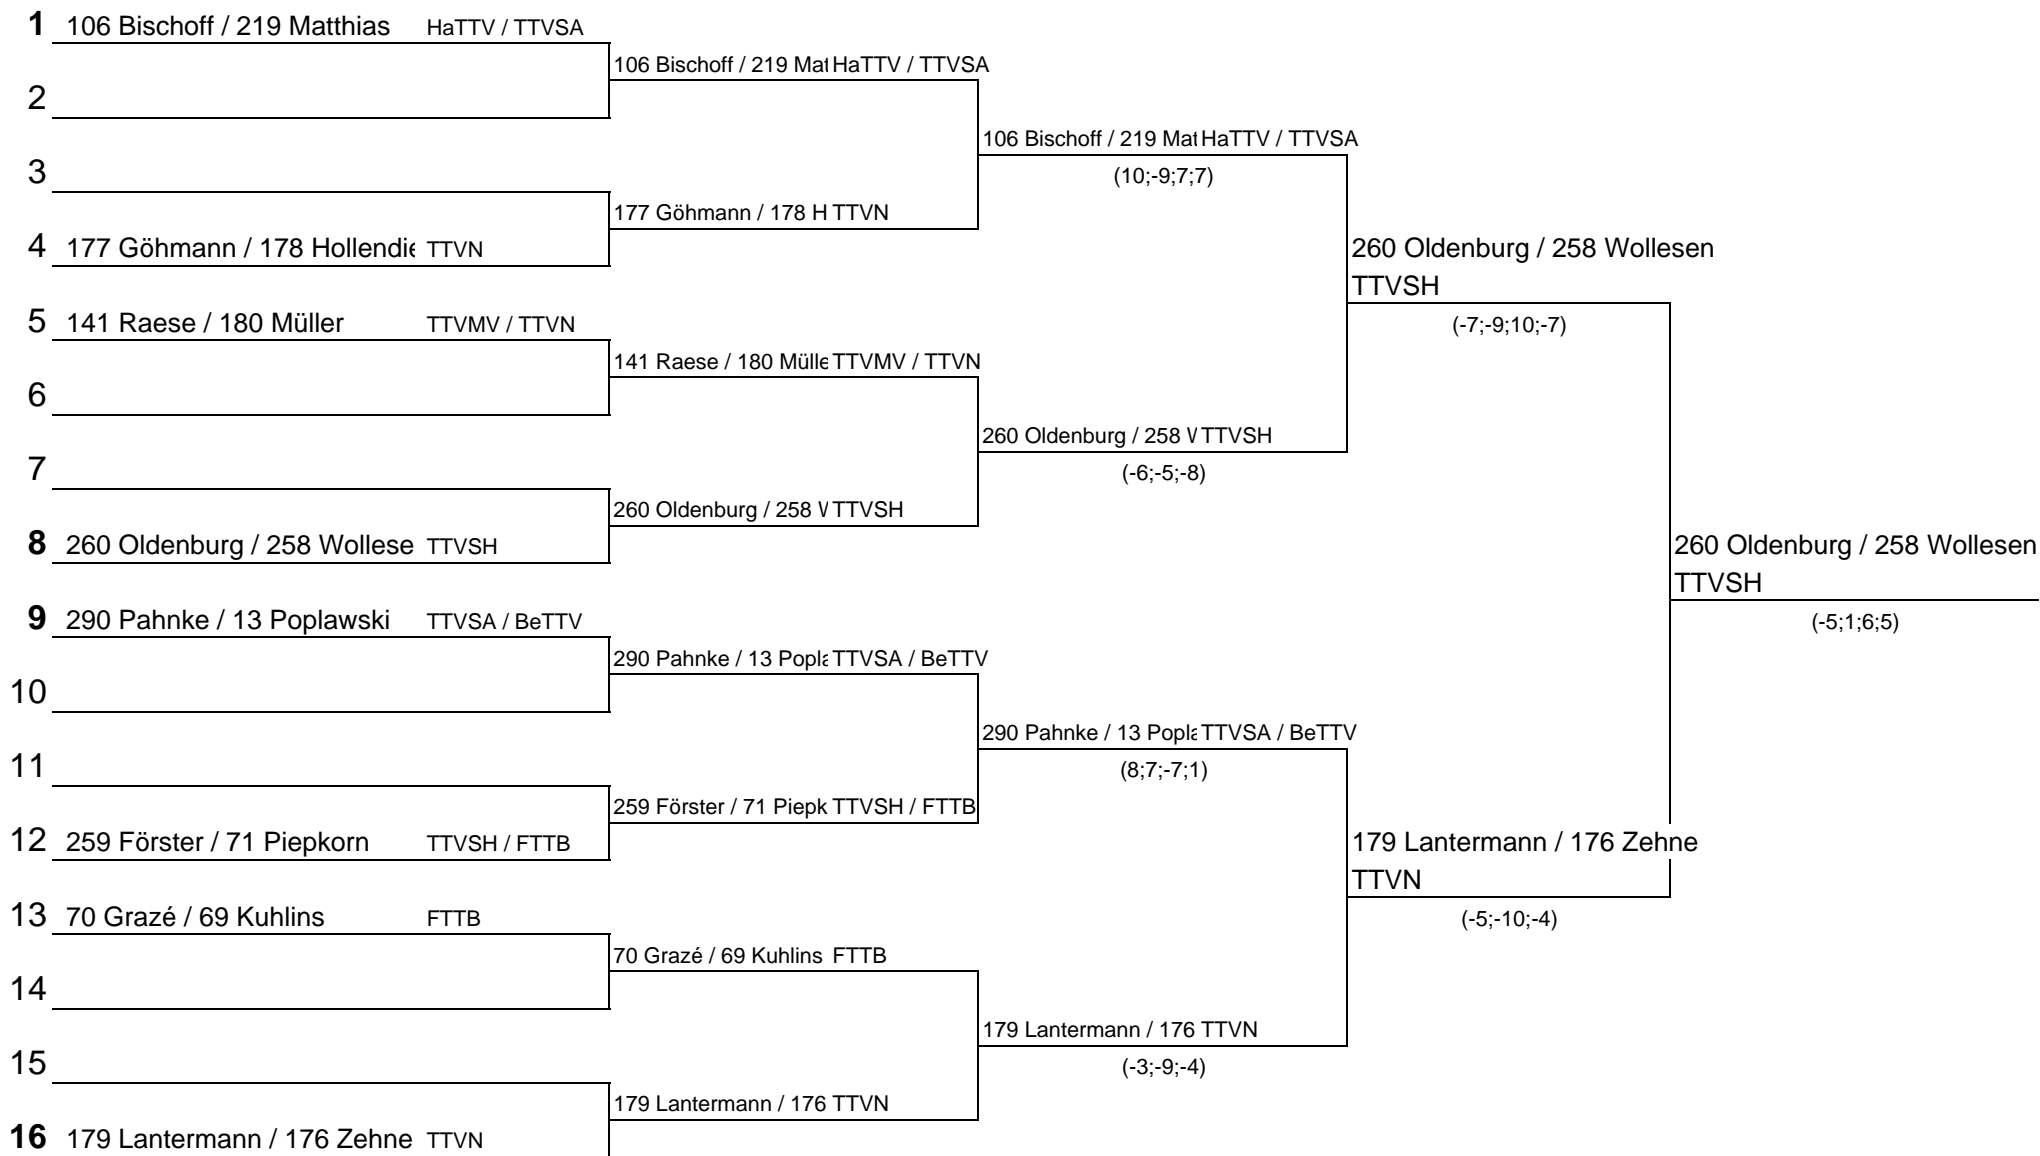 1 106 Bischoff / 219 Matthias HaTTV / TTVSA
106 Bischoff / 219 Mat HaTTV / TTVSA
2
106 Bischoff / 219 Mat HaTTV / TTVSA
3
(10;-9;7;7)
177 Göhmann / 178 H TTVN
4 177 Göhmann / 178 Hollendie TTVN
260 Oldenburg / 258 Wollesen
TTVSH
5 141 Raese / 180 Müller TTVMV / TTVN
(-7;-9;10;-7)
141 Raese / 180 Mülle TTVMV / TTVN
6
260 Oldenburg / 258 W TTVSH
7
(-6;-5;-8)
260 Oldenburg / 258 W TTVSH
8 260 Oldenburg / 258 Wollese TTVSH
260 Oldenburg / 258 Wollesen
TTVSH
9 290 Pahnke / 13 Poplawski TTVSA / BeTTV
(-5;1;6;5)
290 Pahnke / 13 Popla TTVSA / BeTTV
10
290 Pahnke / 13 Popla TTVSA / BeTTV
11
(8;7;-7;1)
259 Förster / 71 Piepk TTVSH / FTTB
12 259 Förster / 71 Piepkorn TTVSH / FTTB
179 Lantermann / 176 Zehne
TTVN
13 70 Grazé / 69 Kuhlins FTTB
(-5;-10;-4)
70 Grazé / 69 Kuhlins FTTB
14
179 Lantermann / 176 TTVN
15
(-3;-9;-4)
179 Lantermann / 176 TTVN
16 179 Lantermann / 176 Zehne TTVN